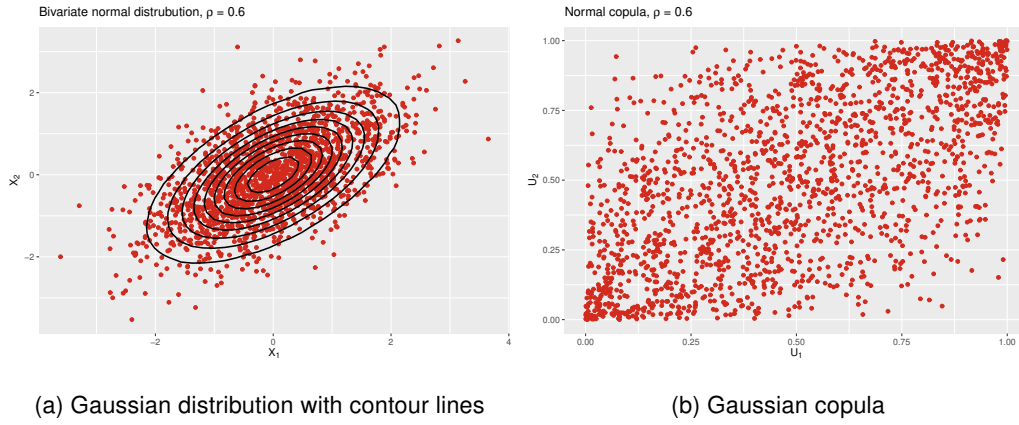 Bivariate normal distrubution, ρ = 0.6
2
0
−2
X₂
−2
0
2
4
X₁
(a) Gaussian distribution with contour lines
Normal copula, ρ = 0.6
1.00
0.75
0.50
0.25
0.00
U₂
0.00
0.25
0.50
0.75
1.00
U₁
(b) Gaussian copula